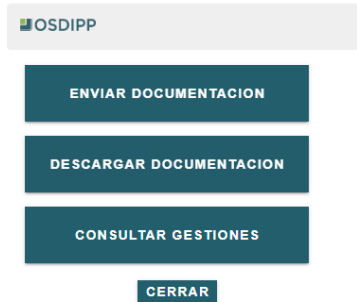 OSDIPP
ENVIAR DOCUMENTACION
DESCARGAR DOCUMENTACION
CONSULTAR GESTIONES
CERRAR